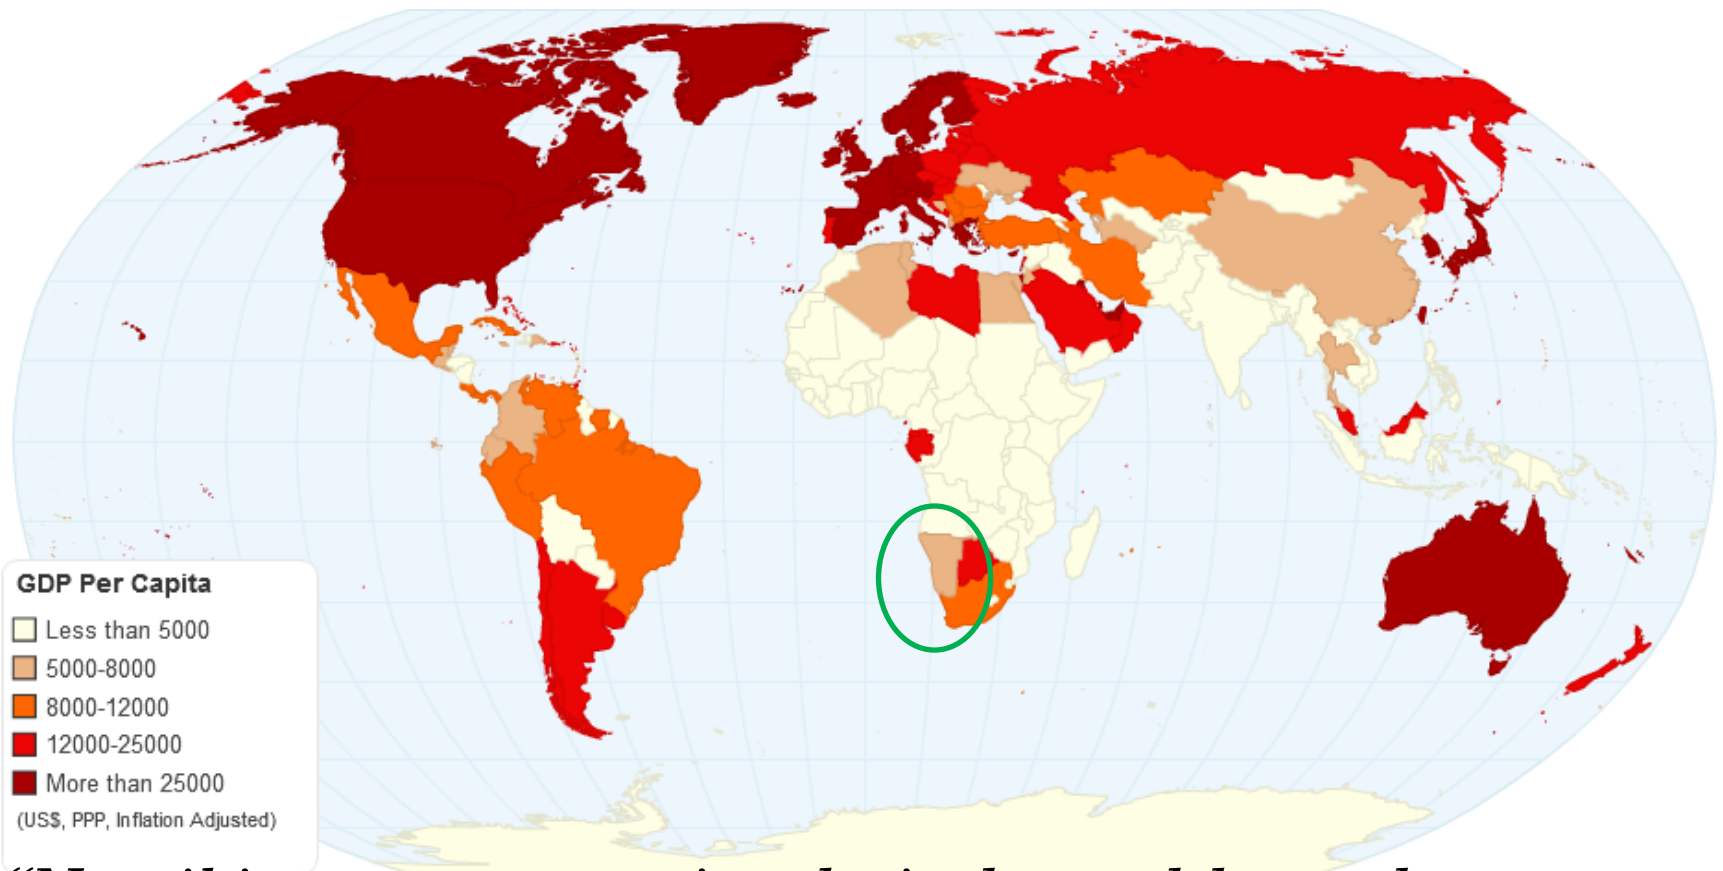 GDP Per Capita
Less than 5000
5000-8000
8000-12000
12000-25000
More than 25000
(US$, PPP, Inflation Adjusted)